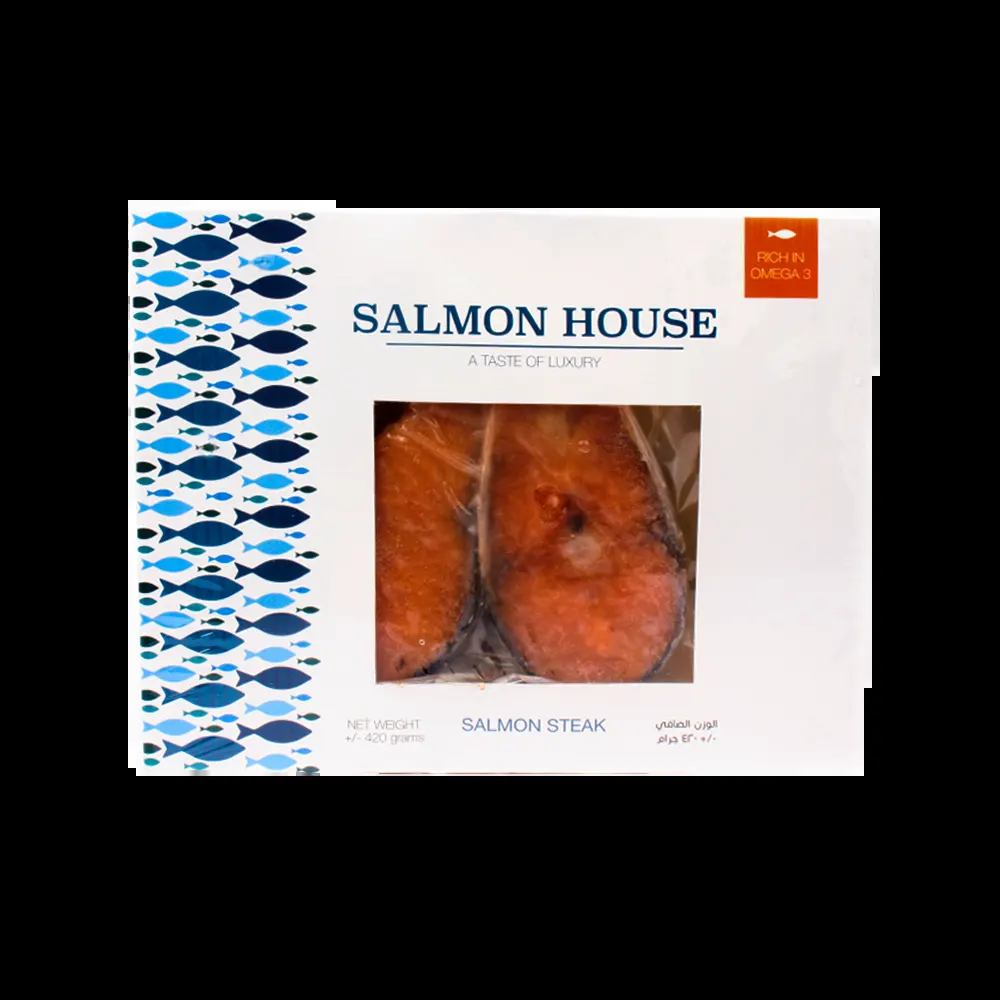 RICH IN
OMEGA 3
SALMON HOUSE
A TASTE OF LUXURY
NET WEIGHT
+/- 420 grams
SALMON STEAK
الوزن الصافي
+/- ٤٢٠ جرام